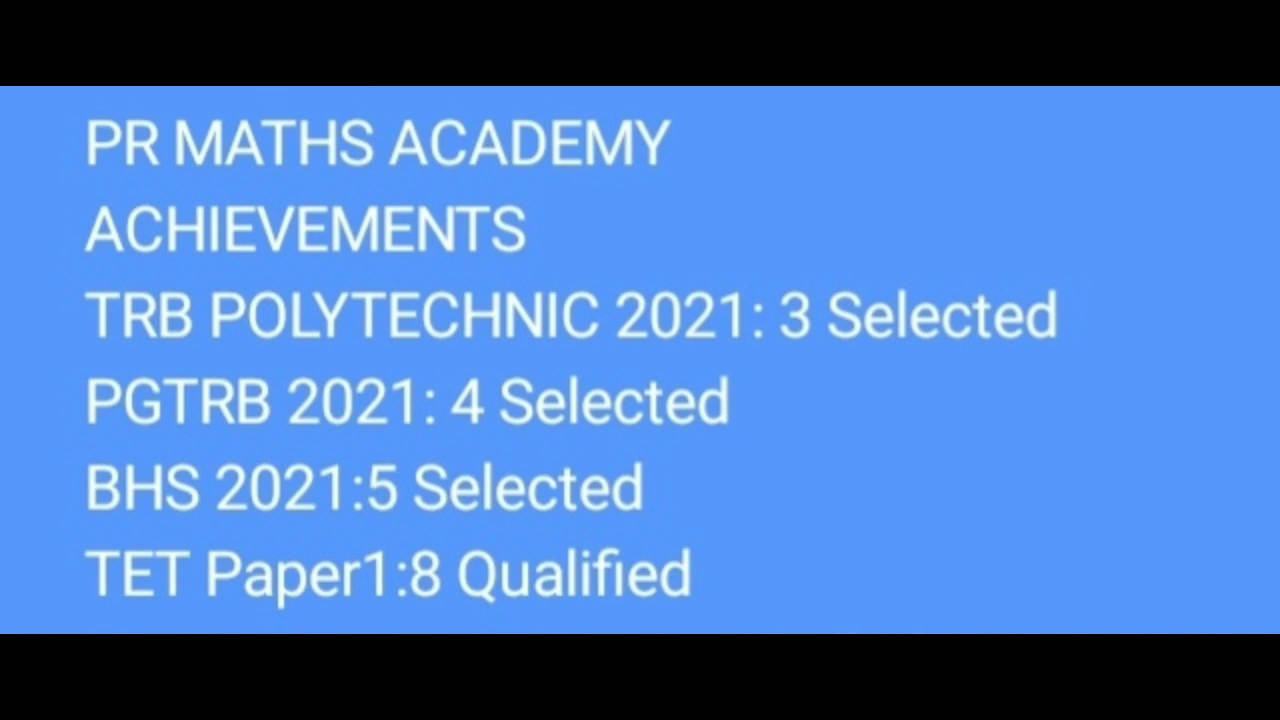 PR MATHS ACADEMY
ACHIEVEMENTS
TRB POLYTECHNIC 2021: 3 Selected
PGTRB 2021: 4 Selected
BHS 2021:5 Selected
TET Paper1:8 Qualified